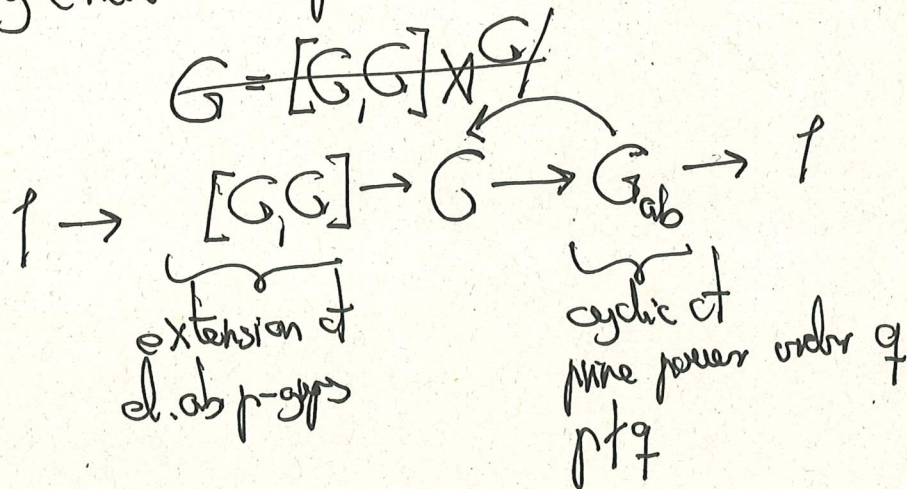 G = [G,G] ⋊ G/
1 → [G,G] → G → G_ab → 1
extension of
el. ab p-grps
cyclic of
prime power order q
p∤q